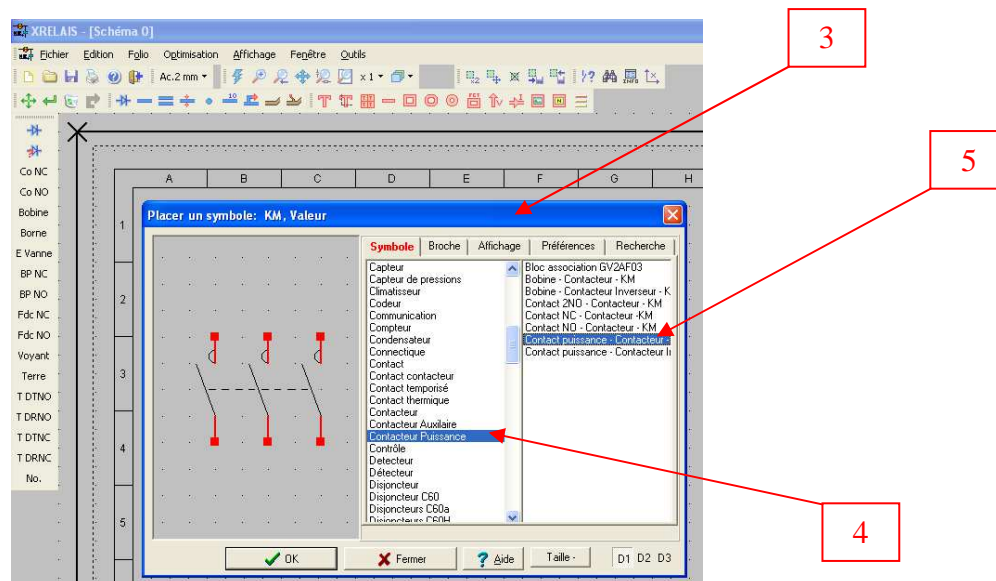 3
XRELAIS - [Schéma 0]
Fichier Edition Folio Optimisation Affichage Fenêtre Outils
Ac.2 mm x 1
5
Co NC
Co NO
Bobine
Borne
E Vanne
BP NC
BP NO
Fdc NC
Fdc NO
Voyant
Terre
T DTNO
T DRNO
T DTNC
T DRNC
No.
A B C D E F G H
1
2
3
4
5
Placer un symbole: KM, Valeur
Symbole Broche Affichage Préférences Recherche
Capteur
Capteur de pressions
Climatisseur
Codeur
Communication
Compteur
Condensateur
Connectique
Contact
Contact contacteur
Contact temporisé
Contact thermique
Contacteur
Contacteur Auxilaire
Contacteur Puissance
Contrôle
Detecteur
Détecteur
Disjoncteur
Disjoncteur C60
Disjoncteurs C60a
Disjoncteurs C60H
Bloc association GV2AF03
Bobine - Contacteur - KM
Bobine - Contacteur Inverseur - K
Contact 2NO - Contacteur - KM
Contact NC - Contacteur -KM
Contact NO - Contacteur - KM
Contact puissance - Contacteur -
Contact puissance - Contacteur I
OK Fermer Aide Taille - D1 D2 D3
4